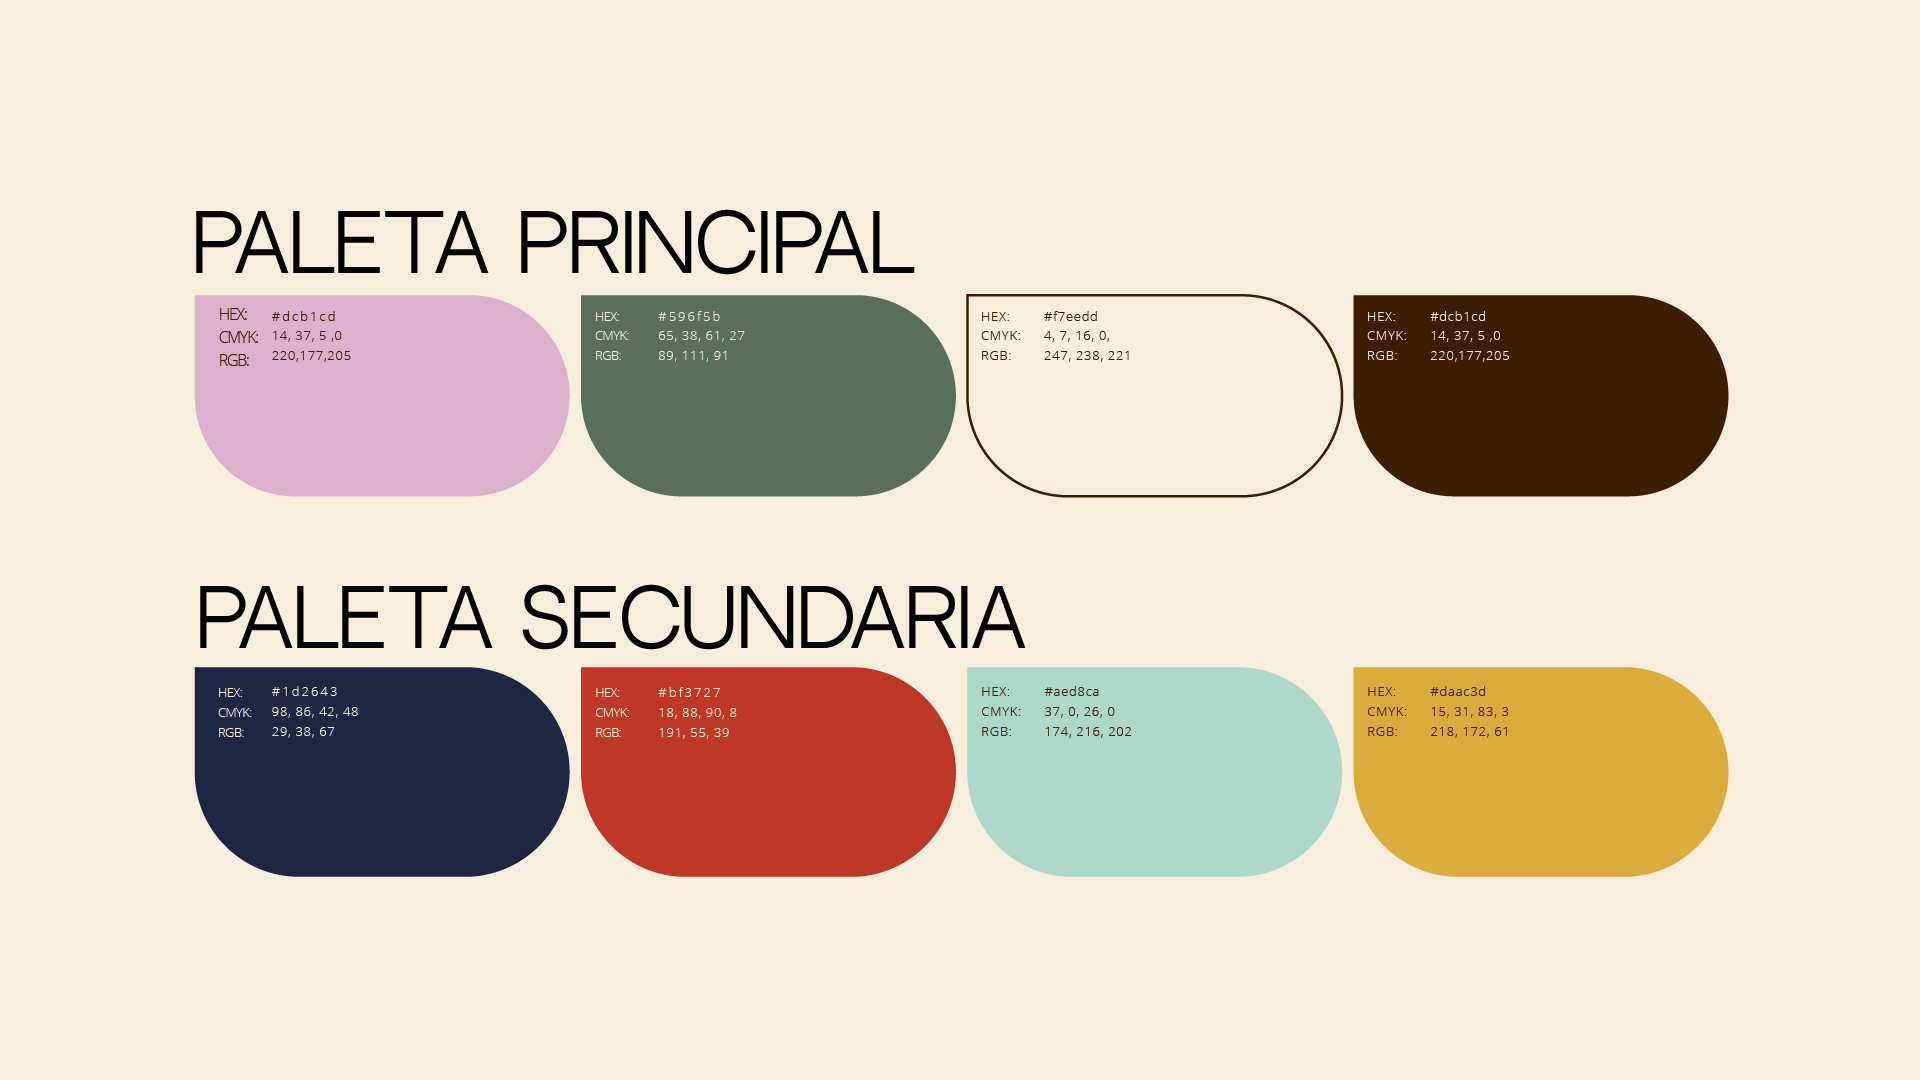 PALETA PRINCIPAL
HEX: #dcb1cd
CMYK: 14, 37, 5 ,0
RGB: 220,177,205
HEX: #596f5b
CMYK: 65, 38, 61, 27
RGB: 89, 111, 91
HEX: #f7eedd
CMYK: 4, 7, 16, 0,
RGB: 247, 238, 221
HEX: #dcb1cd
CMYK: 14, 37, 5 ,0
RGB: 220,177,205
PALETA SECUNDARIA
HEX: #1d2643
CMYK: 98, 86, 42, 48
RGB: 29, 38, 67
HEX: #bf3727
CMYK: 18, 88, 90, 8
RGB: 191, 55, 39
HEX: #aed8ca
CMYK: 37, 0, 26, 0
RGB: 174, 216, 202
HEX: #daac3d
CMYK: 15, 31, 83, 3
RGB: 218, 172, 61